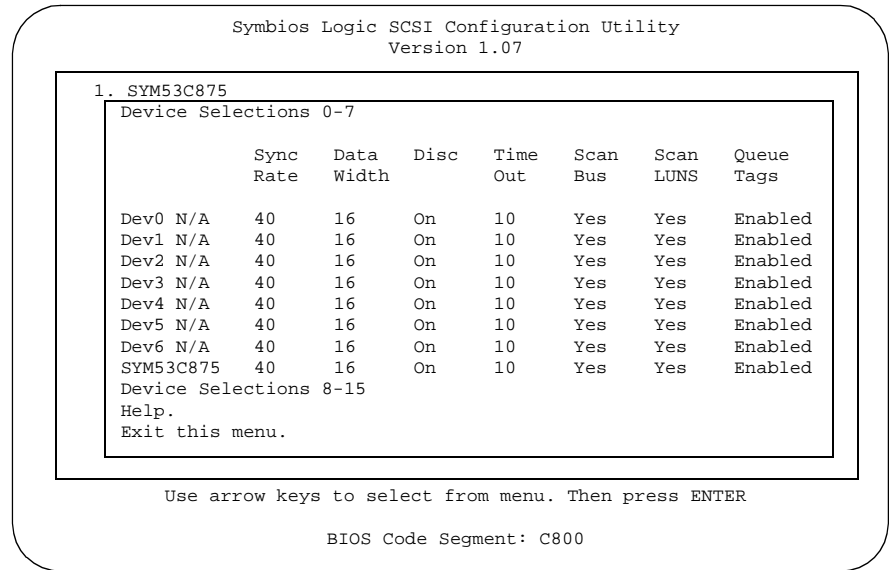 Symbios Logic SCSI Configuration Utility
Version 1.07
1. SYM53C875
Device Selections 0-7
Sync Data Disc Time Scan Scan Queue
Rate Width Out Bus LUNS Tags
Dev0 N/A 40 16 On 10 Yes Yes Enabled
Dev1 N/A 40 16 On 10 Yes Yes Enabled
Dev2 N/A 40 16 On 10 Yes Yes Enabled
Dev3 N/A 40 16 On 10 Yes Yes Enabled
Dev4 N/A 40 16 On 10 Yes Yes Enabled
Dev5 N/A 40 16 On 10 Yes Yes Enabled
Dev6 N/A 40 16 On 10 Yes Yes Enabled
SYM53C875 40 16 On 10 Yes Yes Enabled
Device Selections 8-15
Help.
Exit this menu.
Use arrow keys to select from menu. Then press ENTER
BIOS Code Segment: C800